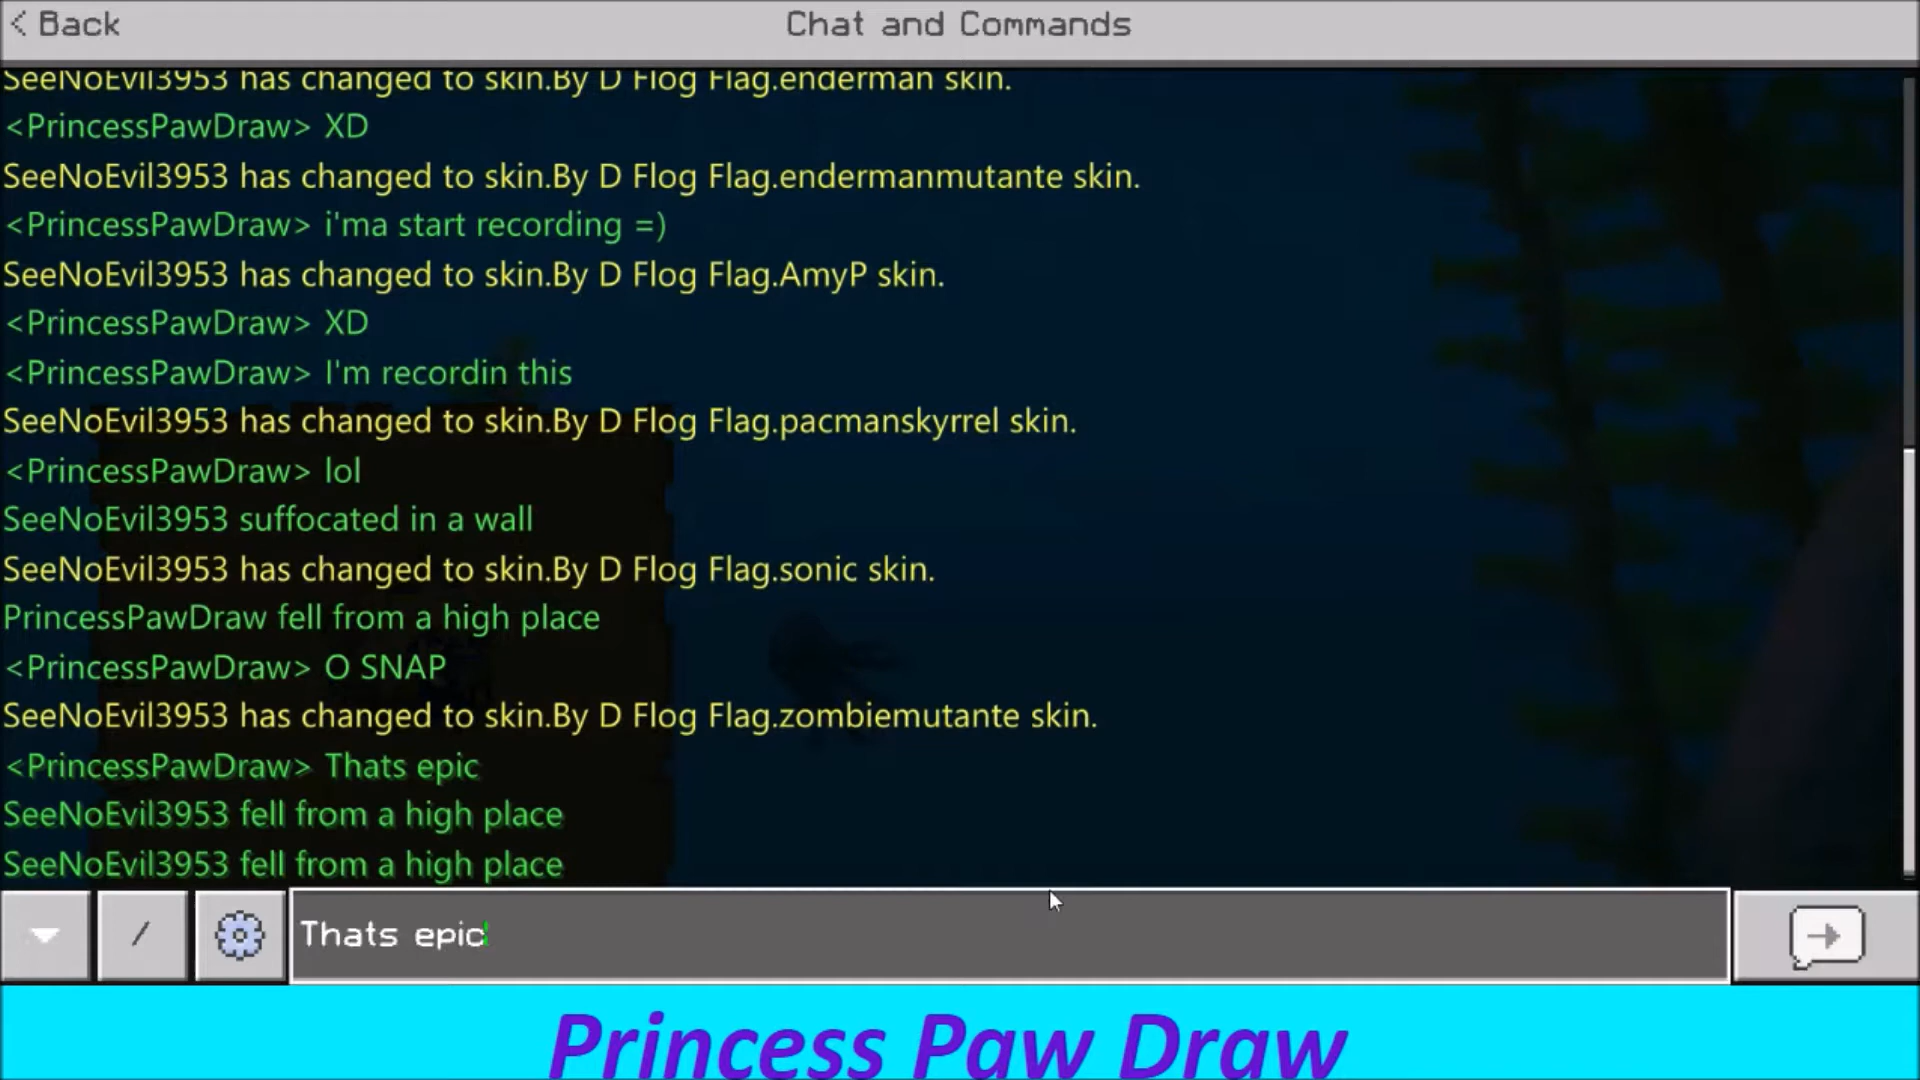 < Back
Chat and Commands
SeeNoEvil3953 has changed to skin.By D Flog Flag.enderman skin.
<PrincessPawDraw> XD
SeeNoEvil3953 has changed to skin.By D Flog Flag.endermanmutante skin.
<PrincessPawDraw> i'ma start recording =)
SeeNoEvil3953 has changed to skin.By D Flog Flag.AmyP skin.
<PrincessPawDraw> XD
<PrincessPawDraw> I'm recordin this
SeeNoEvil3953 has changed to skin.By D Flog Flag.pacmanskyrrel skin.
<PrincessPawDraw> lol
SeeNoEvil3953 suffocated in a wall
SeeNoEvil3953 has changed to skin.By D Flog Flag.sonic skin.
PrincessPawDraw fell from a high place
<PrincessPawDraw> O SNAP
SeeNoEvil3953 has changed to skin.By D Flog Flag.zombiemutante skin.
<PrincessPawDraw> Thats epic
SeeNoEvil3953 fell from a high place
SeeNoEvil3953 fell from a high place
/
Thats epic
Princess Paw Draw